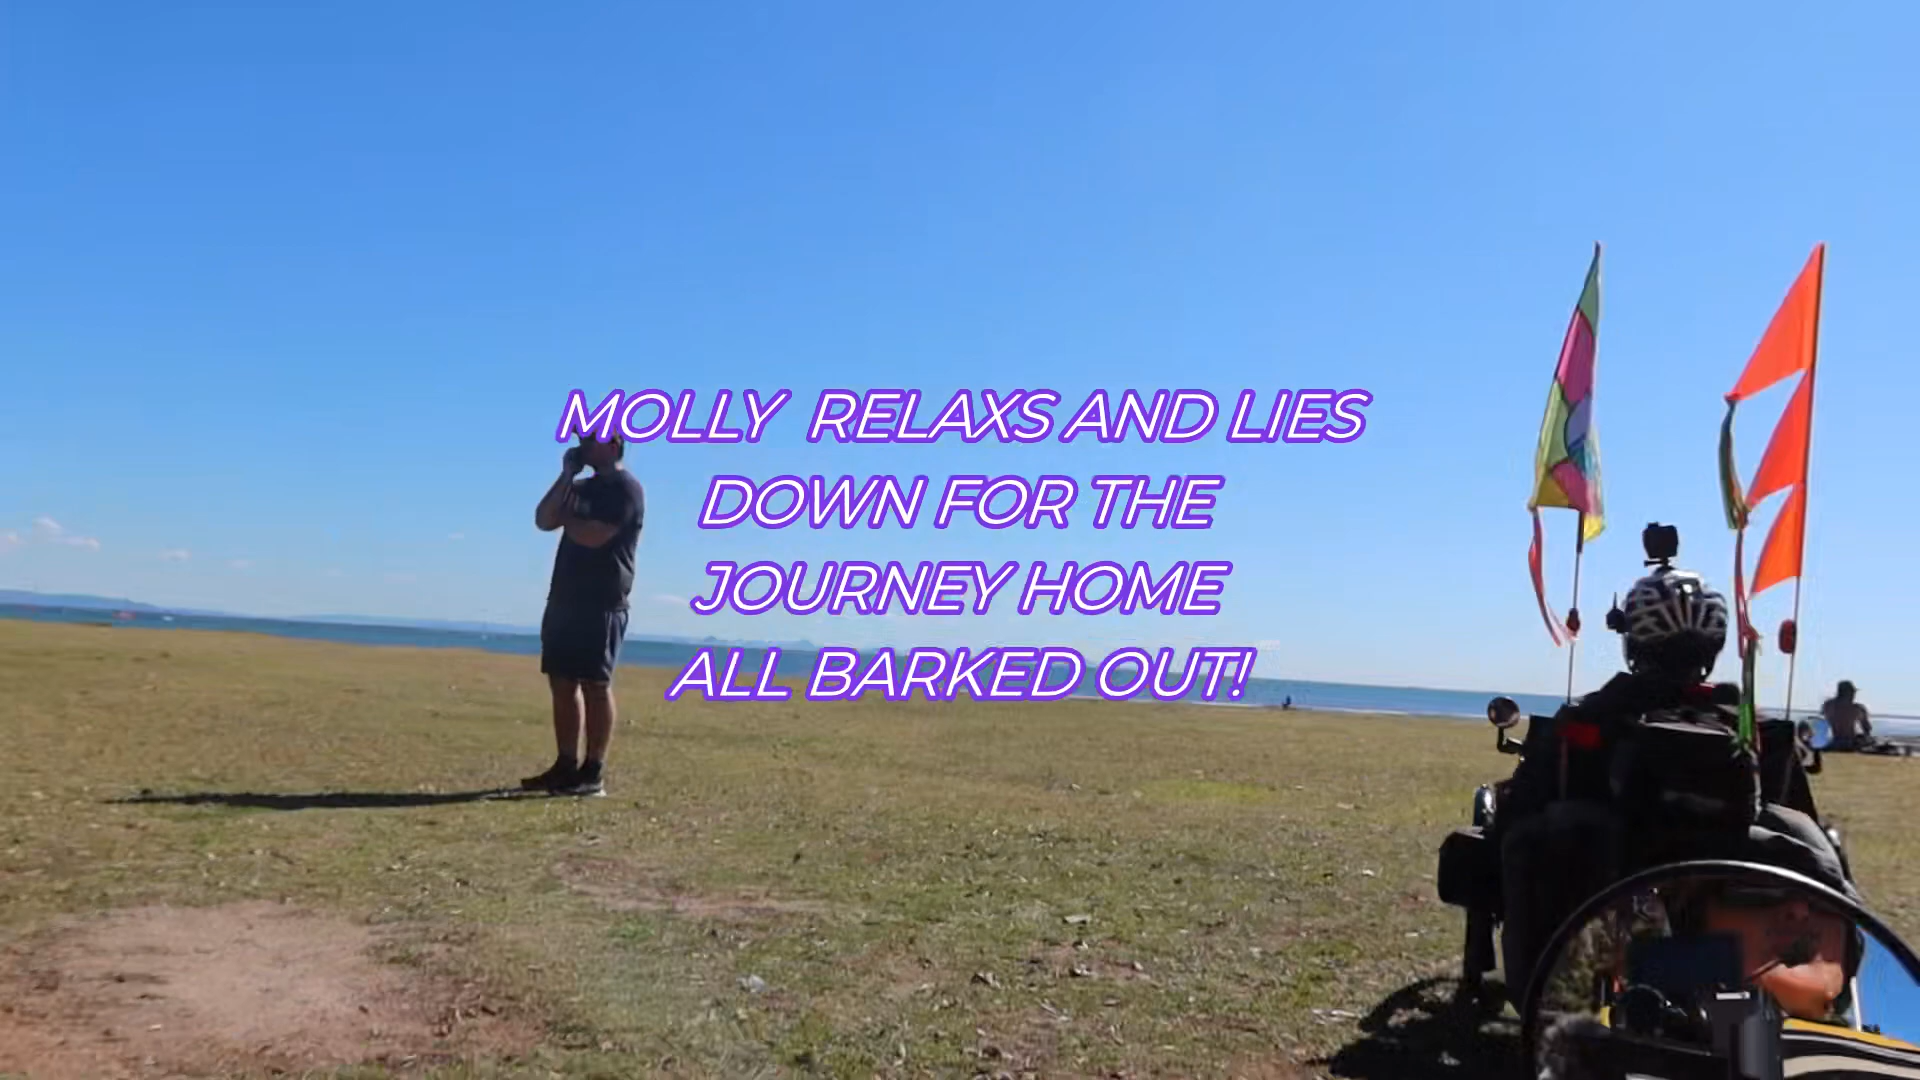 MOLLY  RELAXS AND LIES
DOWN FOR THE
JOURNEY HOME
ALL BARKED OUT!